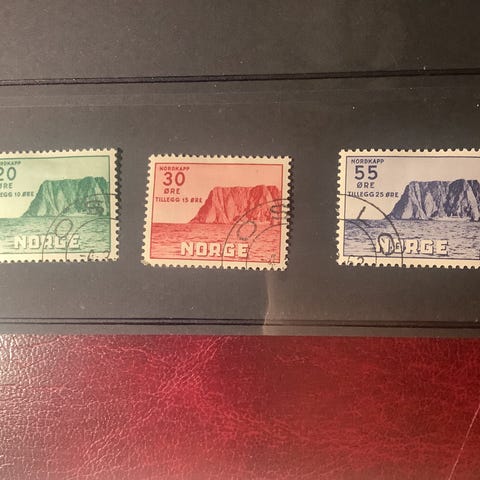 NORDKAPP
20
ØRE
TILLEGG 10 ØRE
NORGE
NORDKAPP
30
ØRE
TILLEGG 15 ØRE
NORGE
NORDKAPP
55
ØRE
TILLEGG 25 ØRE
NORGE